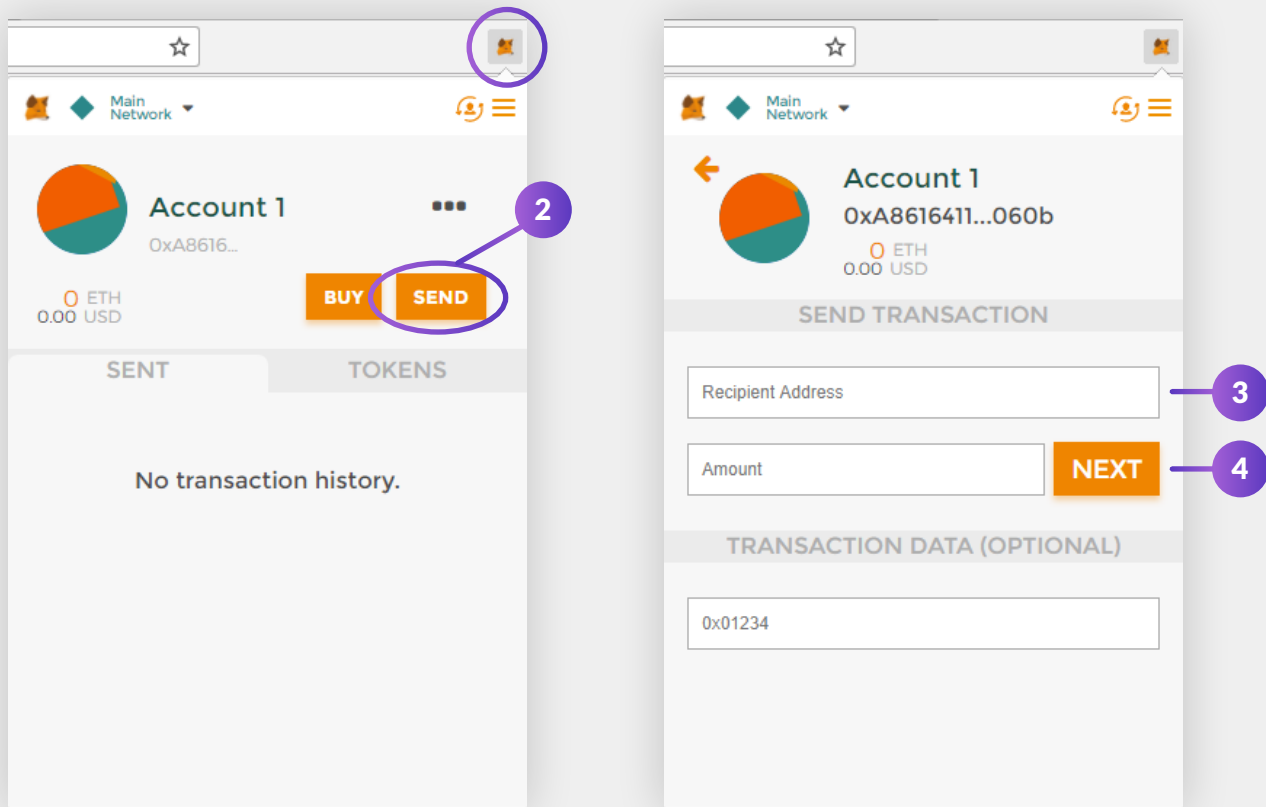 Main
Network
Account 1
0xA8616...
0 ETH
0.00 USD
BUY
SEND
2
SENT
TOKENS
No transaction history.
Main
Network
Account 1
0xA8616411...060b
0 ETH
0.00 USD
SEND TRANSACTION
Recipient Address
3
Amount
NEXT
4
TRANSACTION DATA (OPTIONAL)
0x01234